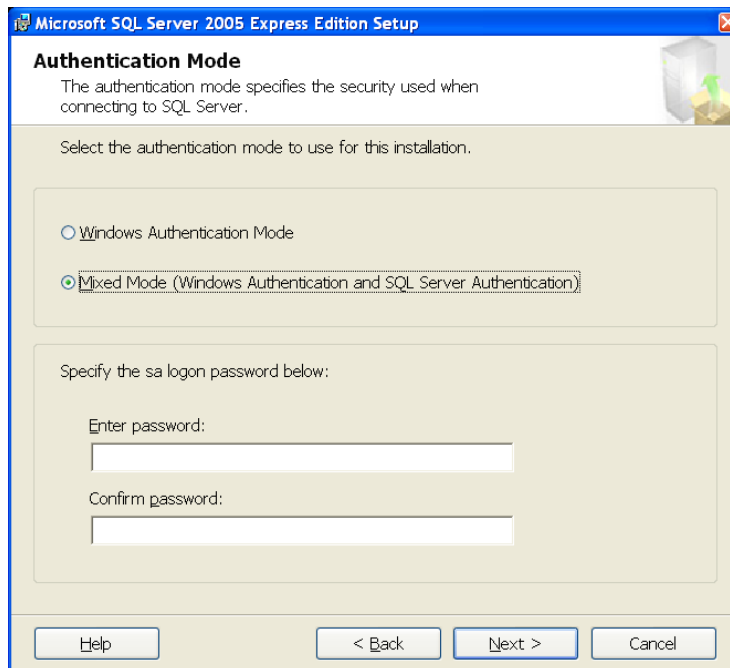 Microsoft SQL Server 2005 Express Edition Setup
Authentication Mode
The authentication mode specifies the security used when
connecting to SQL Server.
Select the authentication mode to use for this installation.
Windows Authentication Mode
Mixed Mode (Windows Authentication and SQL Server Authentication)
Specify the sa logon password below:
Enter password:
Confirm password:
Help
< Back
Next >
Cancel